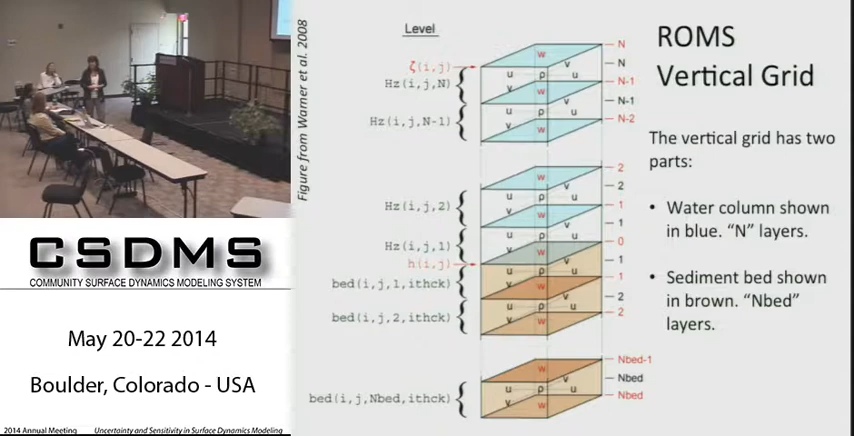 CSDMS
COMMUNITY SURFACE DYNAMICS MODELING SYSTEM
May 20-22 2014
Boulder, Colorado - USA
2014 Annual Meeting
Uncertainty and Sensitivity in Surface Dynamics Modeling
Figure from Warner et al. 2008
Level
ζ(i,j)
Hz(i,j,N)
Hz(i,j,N-1)
Hz(i,j,2)
Hz(i,j,1)
h(i,j)
bed(i,j,1,ithck)
bed(i,j,2,ithck)
bed(i,j,Nbed,ithck)
w
u ρ v u
v
w
u ρ v u
v
w
w
u ρ v u
v
w
u ρ v u
v
w
u ρ v u
v
w
u ρ v u
v
w
w
u ρ v u
v
w
N
N
N-1
N-1
N-2
2
2
1
1
0
1
1
2
2
Nbed-1
Nbed
Nbed
ROMS
Vertical Grid
The vertical grid has two
parts:
• Water column shown
in blue. “N” layers.
• Sediment bed shown
in brown. “Nbed”
layers.